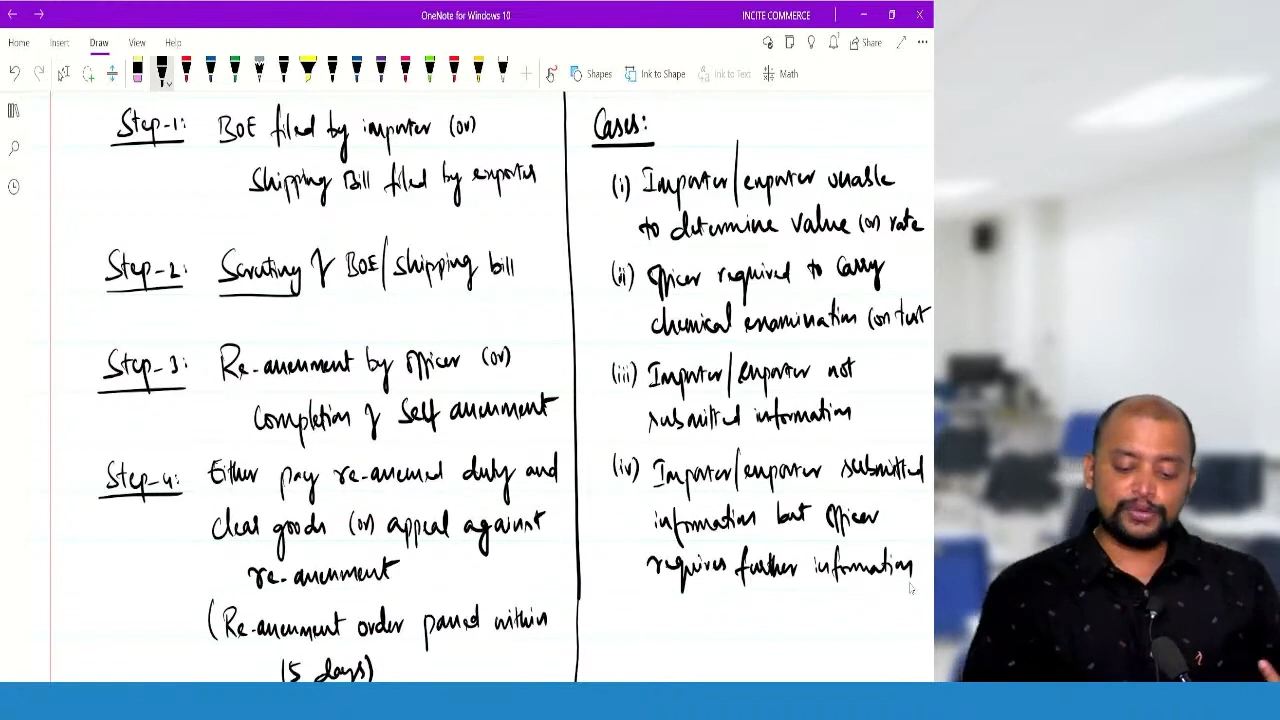 OneNote for Windows 10
INCITE COMMERCE
Home Insert Draw View Help
Share
Shapes
Ink to Shape
Ink to Text
Math
Step-1: BOE filed by importer (or)
Shipping Bill filed by exporter
Step-2: Scrutiny of BOE/shipping bill
Step-3: Re-assessment by officer (or)
completion of self assessment
Step-4: Either pay re-assessed duty and
clear goods (or) appeal against
re-assessment
(Re-assessment order passed within
15 days)
Cases:
(i) Importer/exporter unable
to determine value (or) rate
(ii) Officer required to carry
chemical examination (or) test
(iii) Importer/exporter not
submitted information
(iv) Importer/exporter submitted
information but officer
requires further information